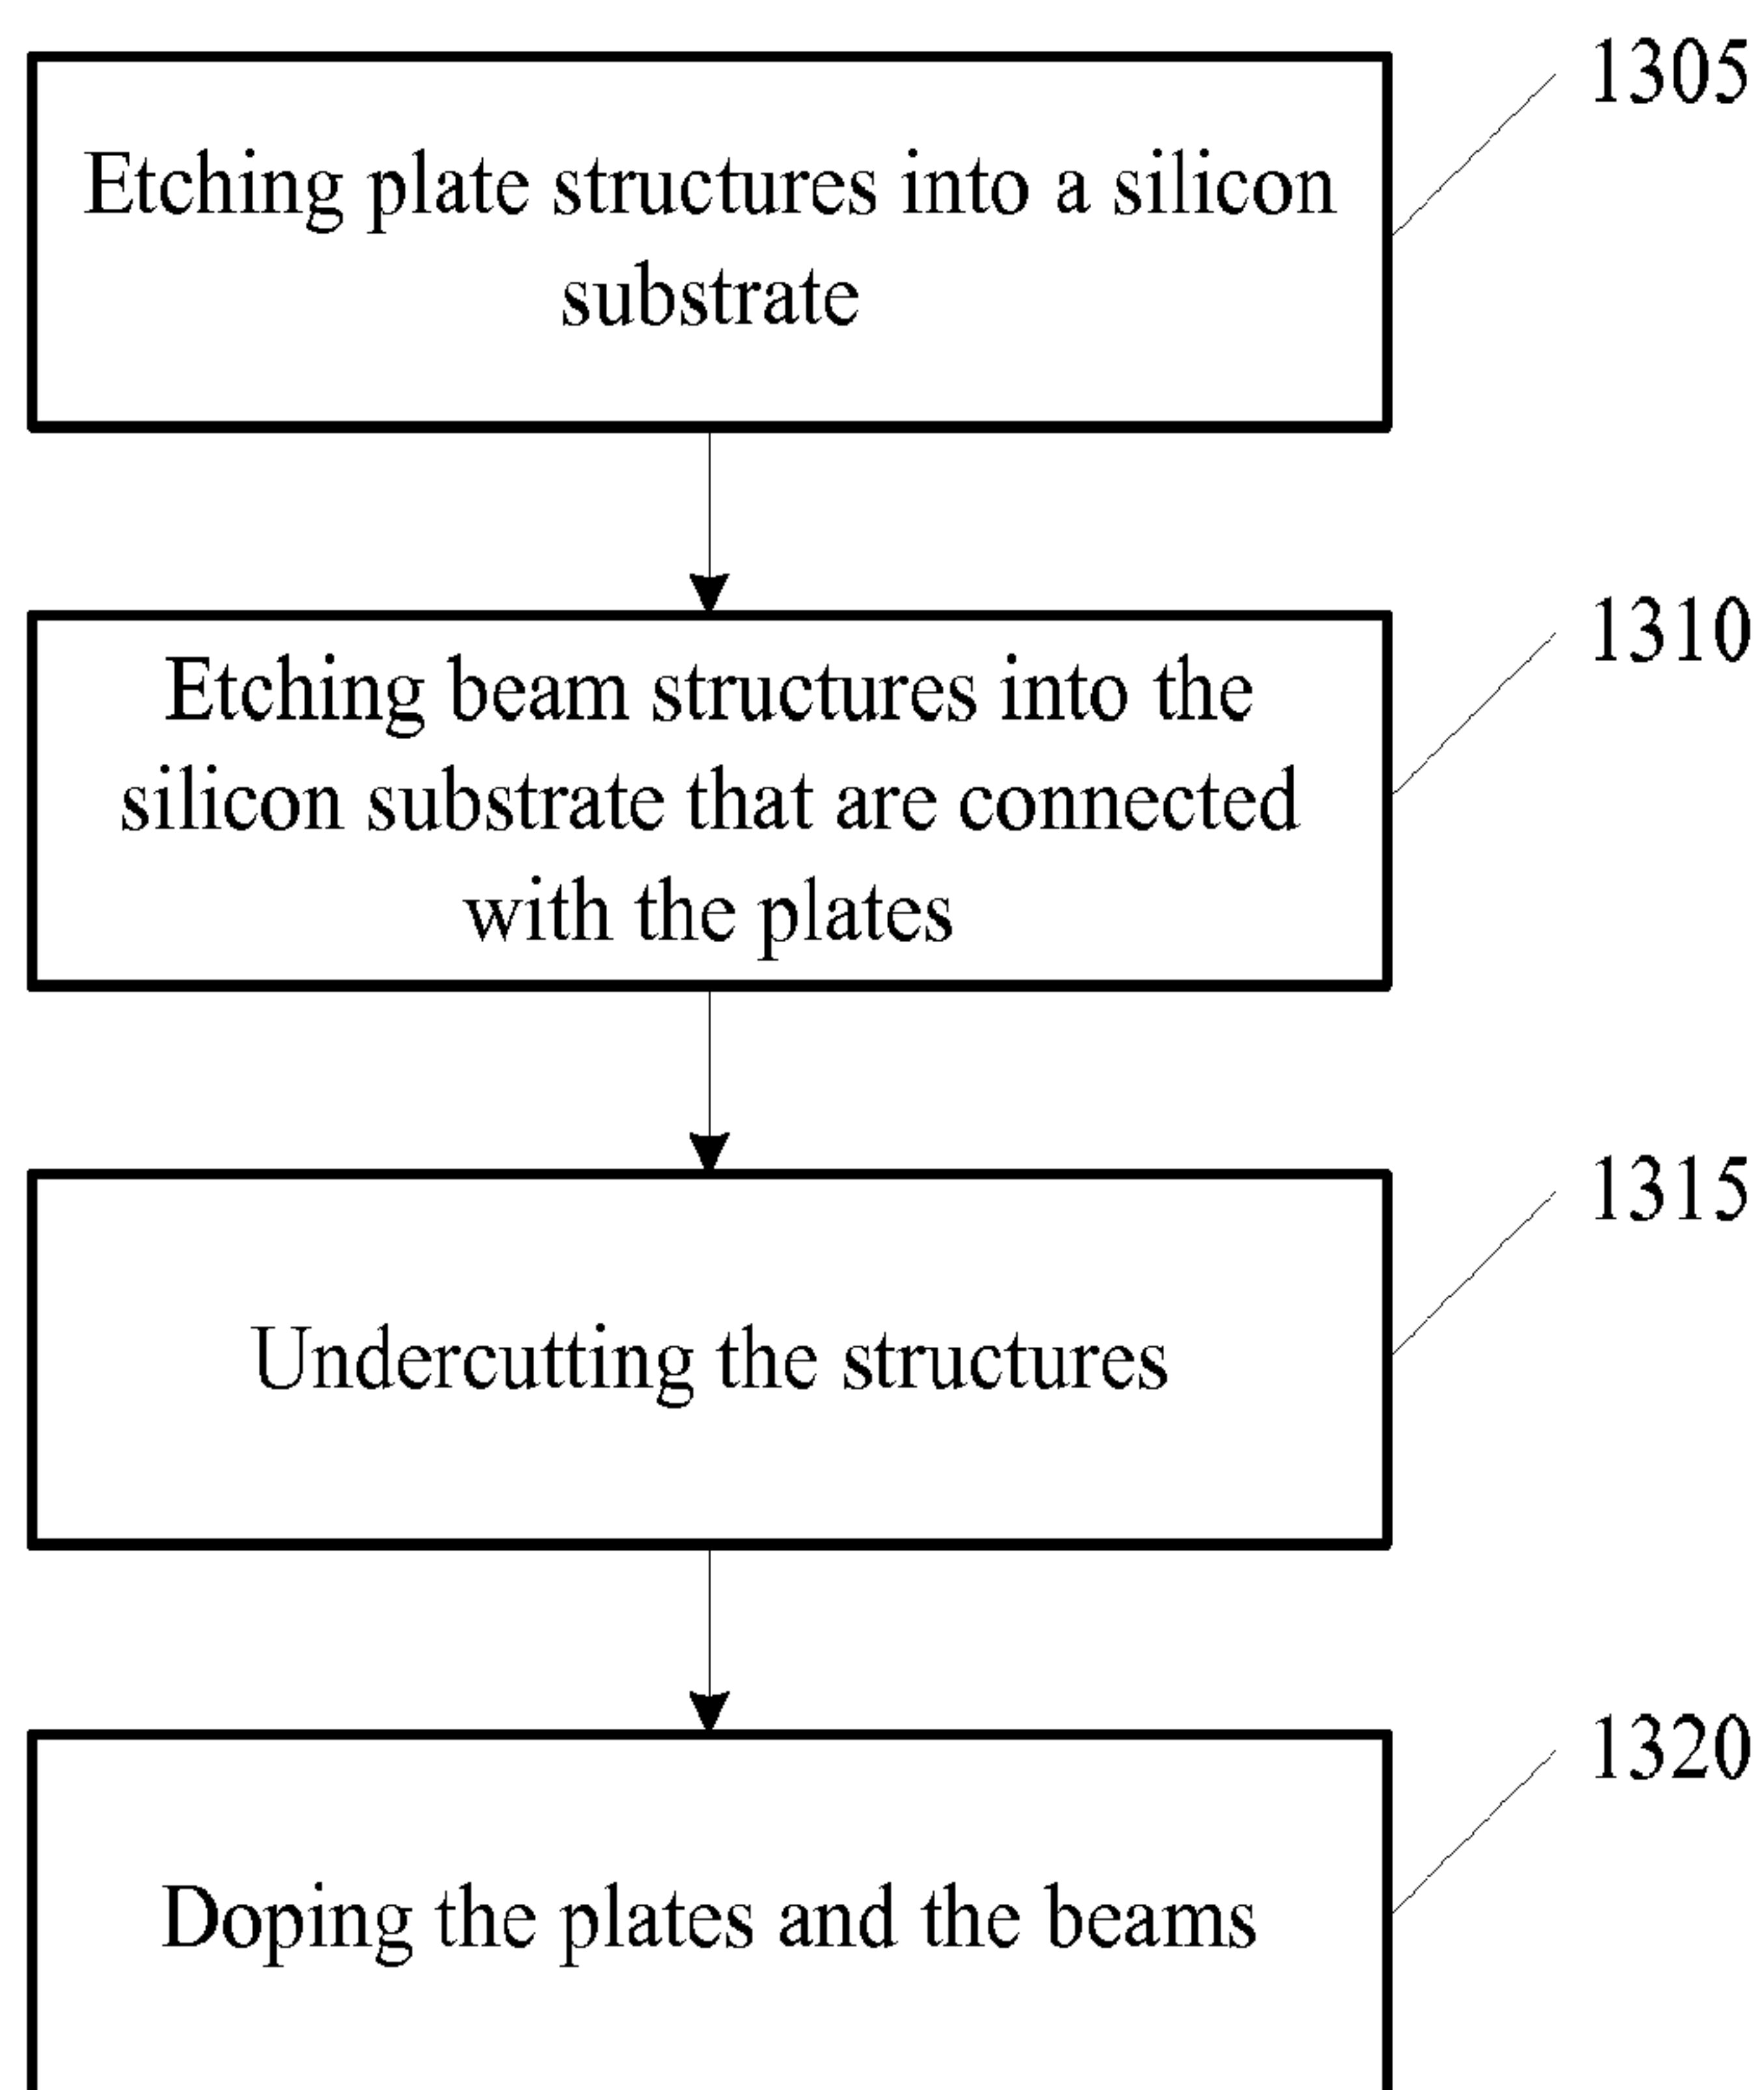 1305
Etching plate structures into a silicon
substrate
1310
Etching beam structures into the
silicon substrate that are connected
with the plates
1315
Undercutting the structures
1320
Doping the plates and the beams